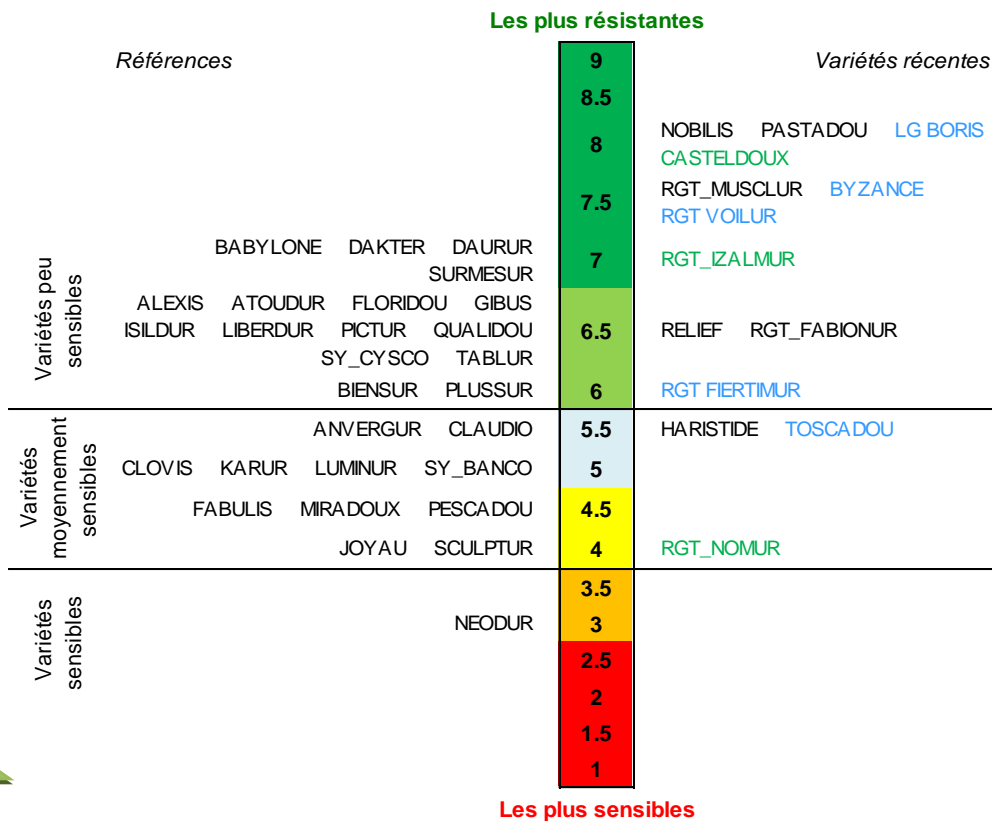 Les plus résistantes
Références 9 Variétés récentes
8.5
8 NOBILIS PASTADOU LG BORIS
CASTELDOUX
7.5 RGT_MUSCLUR BYZANCE
RGT VOILUR
BABYLONE DAKTER DAURUR
SURMESUR 7 RGT_IZALMUR
Variétés peu
sensibles
ALEXIS ATOUDUR FLORIDOU GIBUS
ISILDUR LIBERDUR PICTUR QUALIDOU 6.5 RELIEF RGT_FABIONUR
SY_CYSCO TABLUR
BIENSUR PLUSSUR 6 RGT FIERTIMUR
Variétés
moyennement
sensibles
ANVERGUR CLAUDIO 5.5 HARISTIDE TOSCADOU
CLOVIS KARUR LUMINUR SY_BANCO 5
FABULIS MIRADOUX PESCADOU 4.5
JOYAU SCULPTUR 4 RGT_NOMUR
Variétés
sensibles
3.5
NEODUR 3
2.5
2
1.5
1
Les plus sensibles